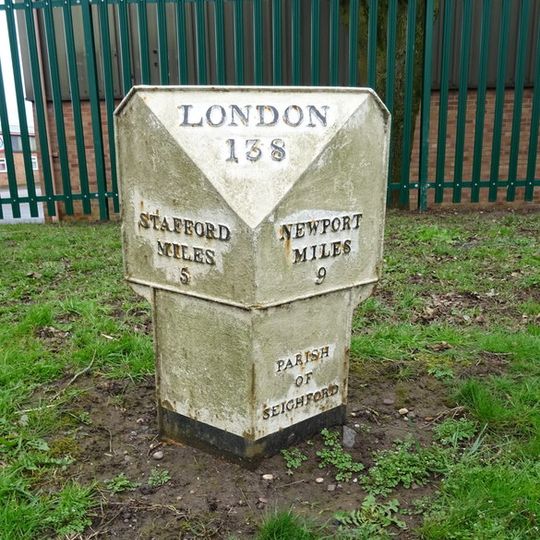 LONDON
138
STAFFORD
MILES
5
NEWPORT
MILES
9
PARISH
OF
SEIGHFORD